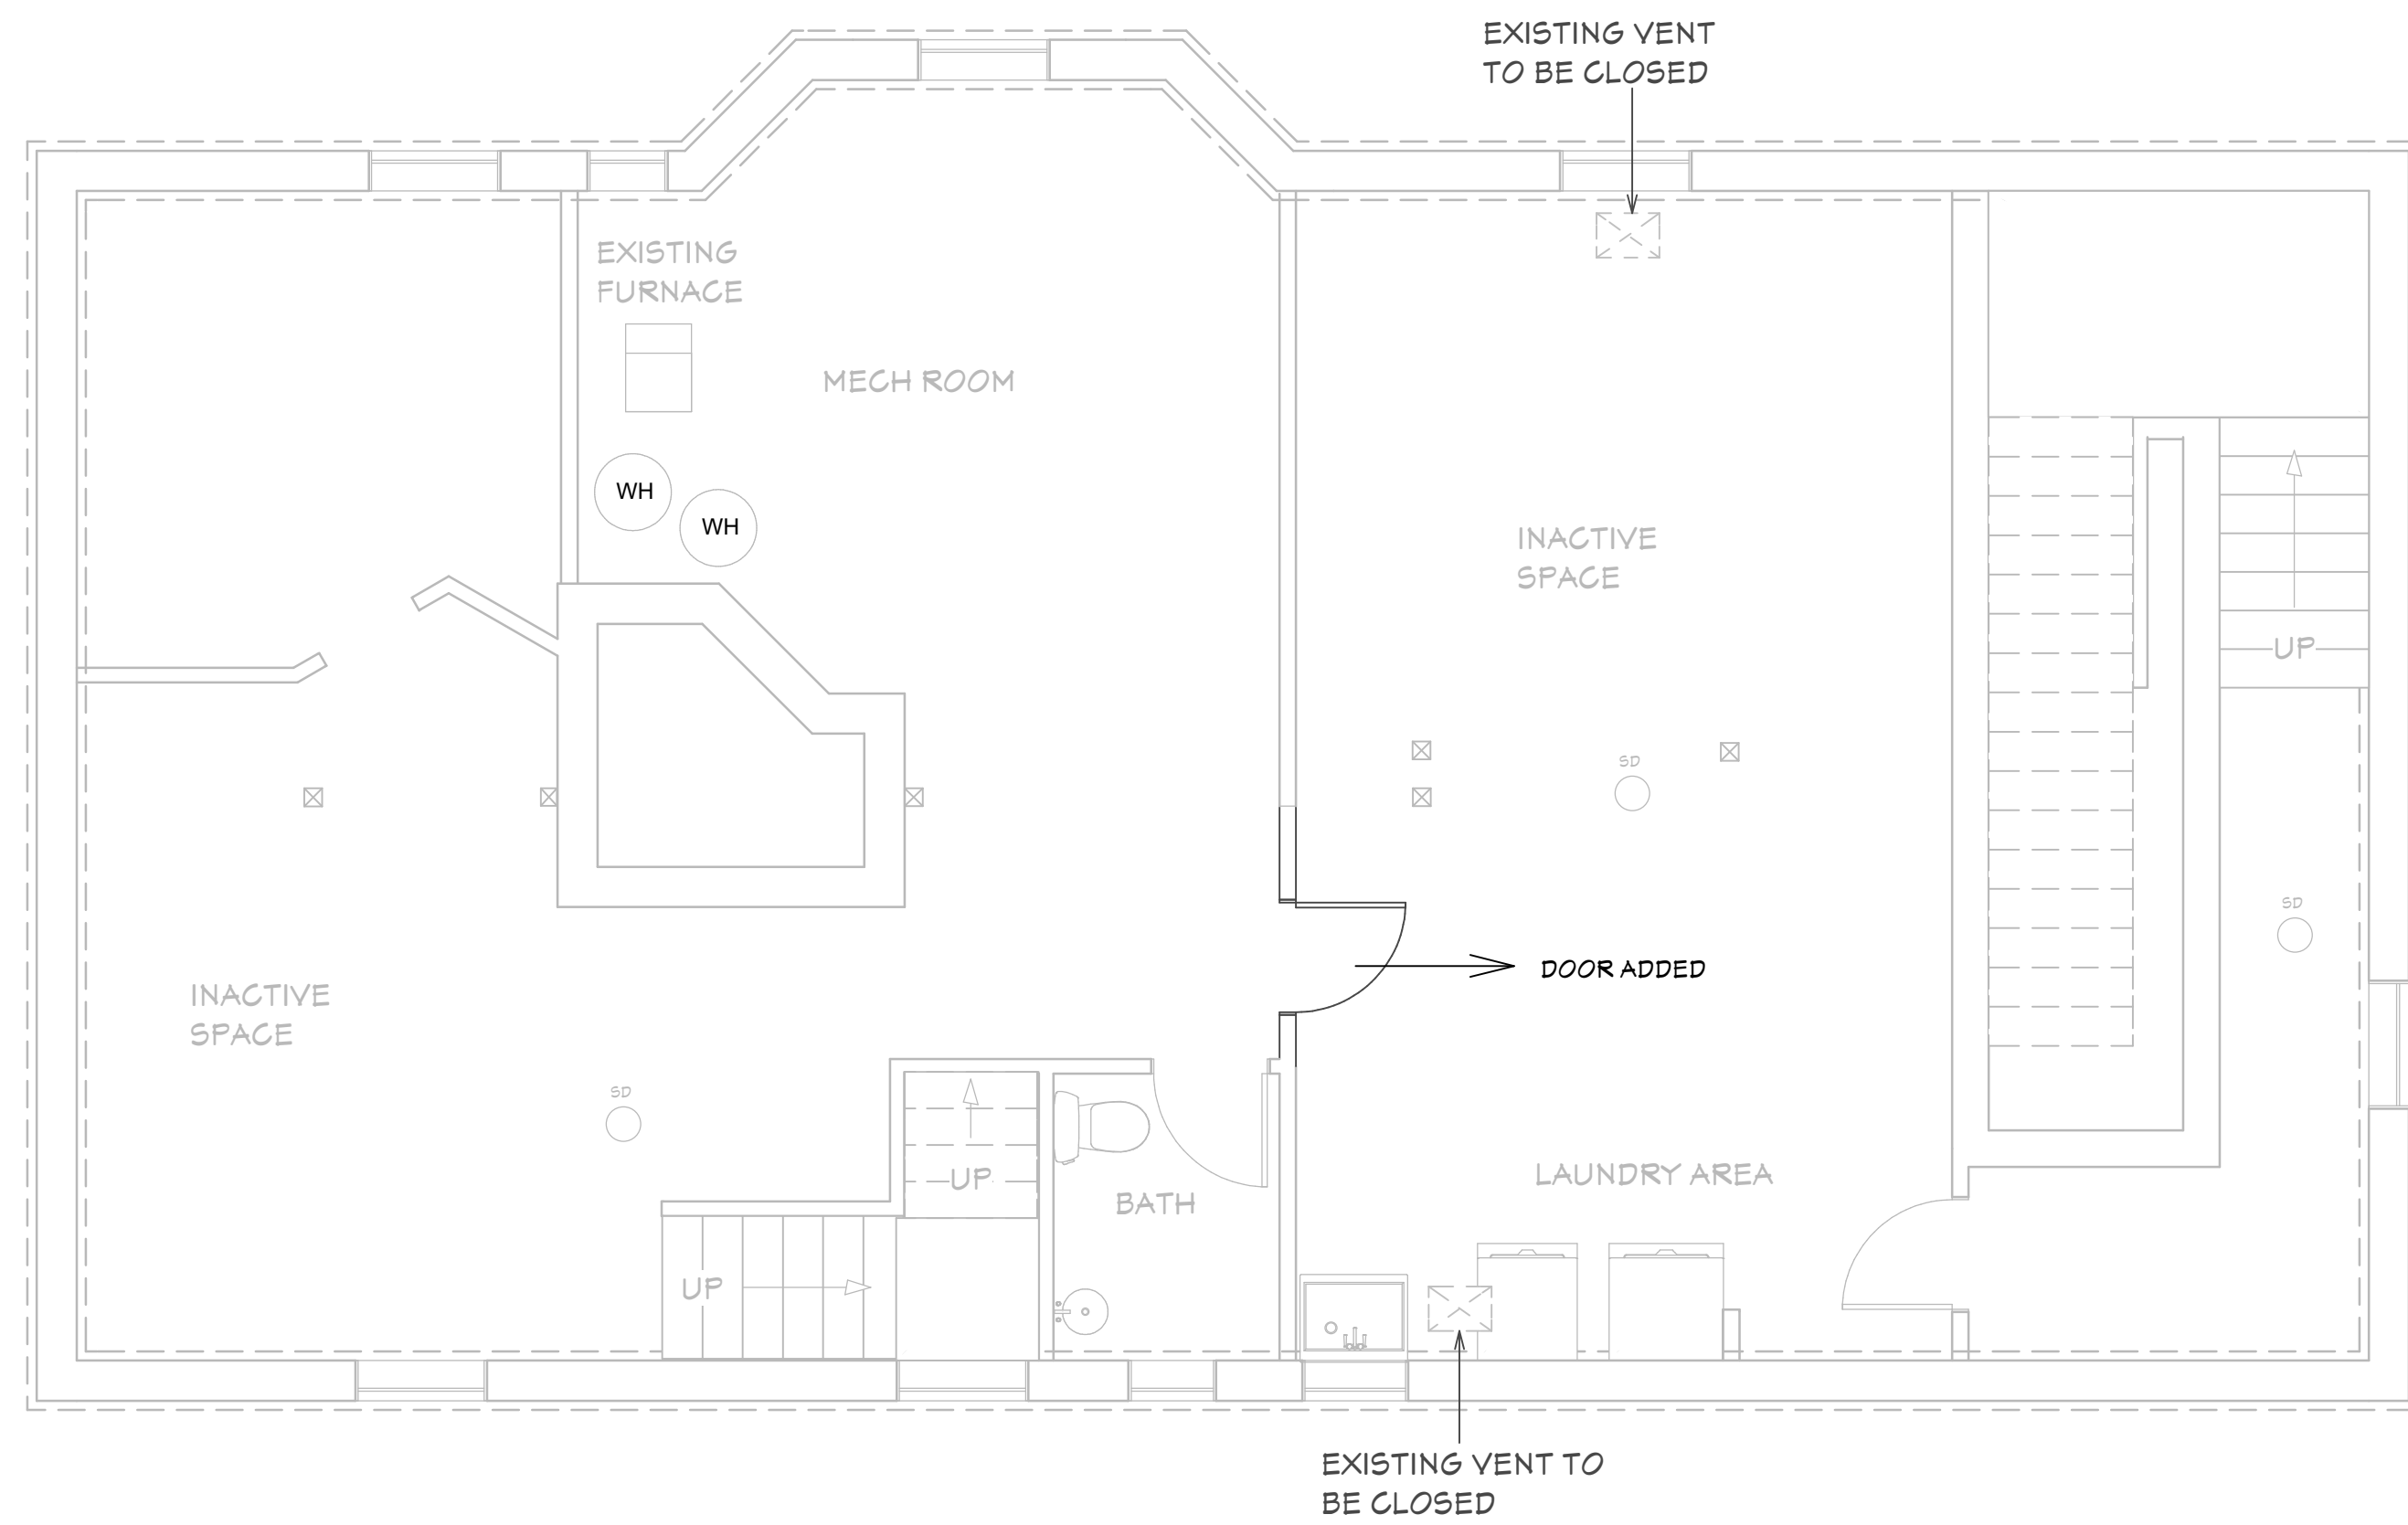 EXISTING VENT
TO BE CLOSED
EXISTING
FURNACE
MECH ROOM
WH
WH
INACTIVE
SPACE
UP
SD
SD
DOOR ADDED
INACTIVE
SPACE
SD
UP
BATH
LAUNDRY AREA
UP
EXISTING VENT TO
BE CLOSED